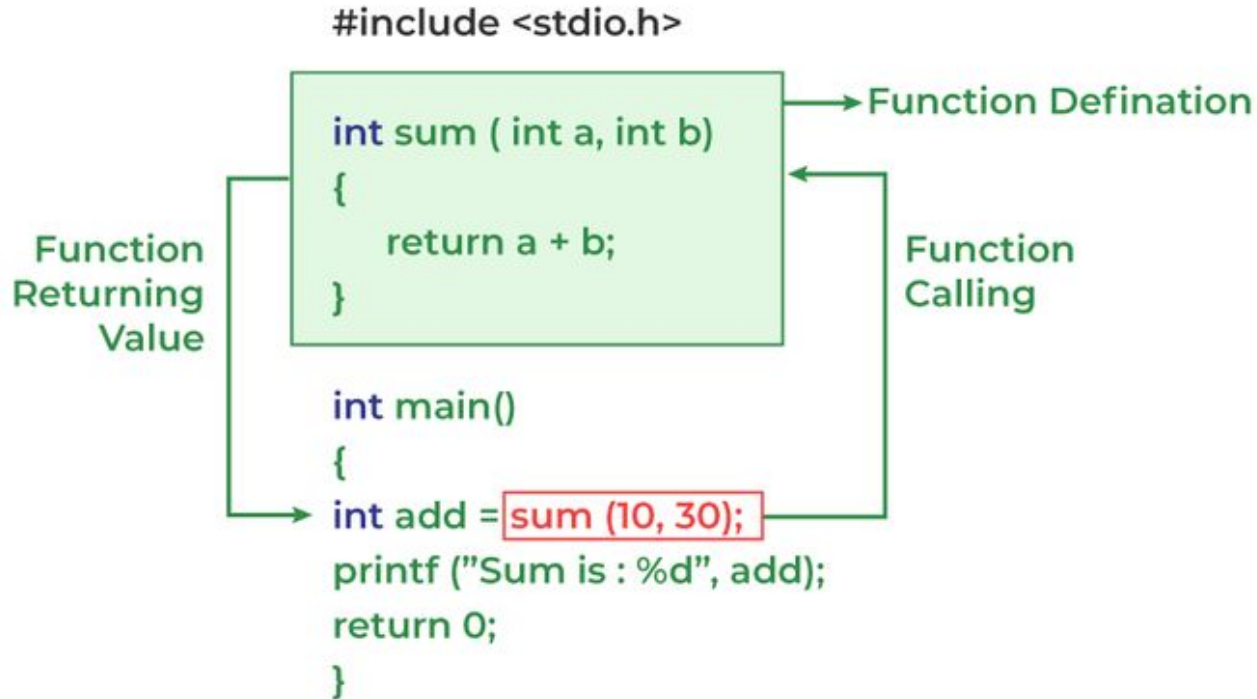 #include <stdio.h>
Function Defination
int sum ( int a, int b)
{
return a + b;
}
Function
Returning
Value
Function
Calling
int main()
{
int add = sum (10, 30);
printf (”Sum is : %d”, add);
return 0;
}